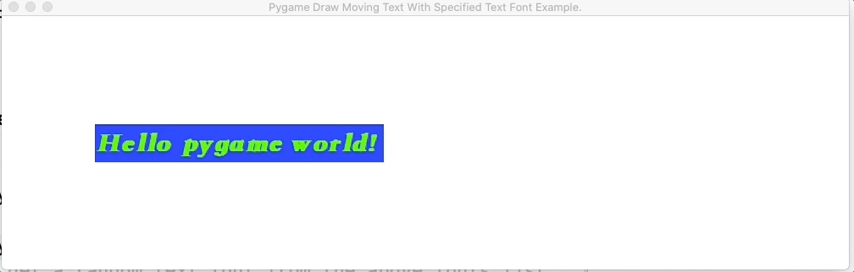 Pygame Draw Moving Text With Specified Text Font Example.
Hello pygame world!